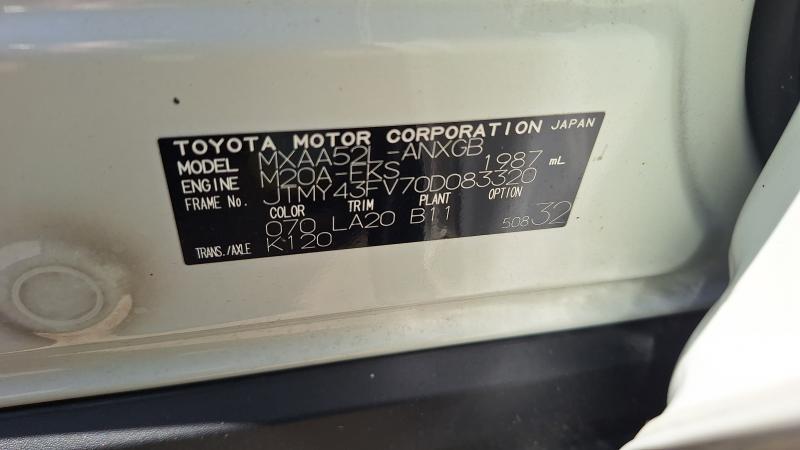 TOYOTA MOTOR CORPORATION JAPAN
MODEL MXAA52L-ANXGB
ENGINE M20A-FKS 1987 mL
FRAME No. JTMY43FV70D083320
COLOR TRIM PLANT OPTION
070 LA20 B11 508 32
TRANS./AXLE K120